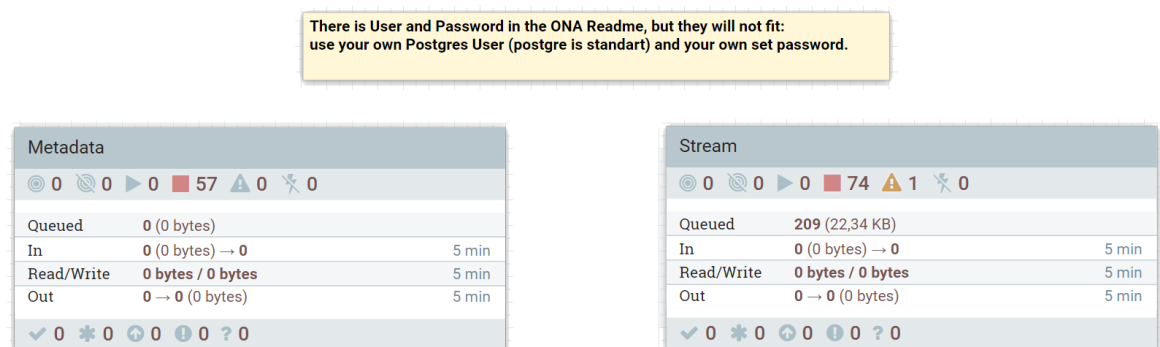 There is User and Password in the ONA Readme, but they will not fit:
use your own Postgres User (postgre is standart) and your own set password.
Metadata
0 0 0 57 0 0
Queued 0 (0 bytes)
In 0 (0 bytes) → 0 5 min
Read/Write 0 bytes / 0 bytes 5 min
Out 0 → 0 (0 bytes) 5 min
0 0 0 0 ? 0
Stream
0 0 0 74 1 0
Queued 209 (22,34 KB)
In 0 (0 bytes) → 0 5 min
Read/Write 0 bytes / 0 bytes 5 min
Out 0 → 0 (0 bytes) 5 min
0 0 0 0 ? 0